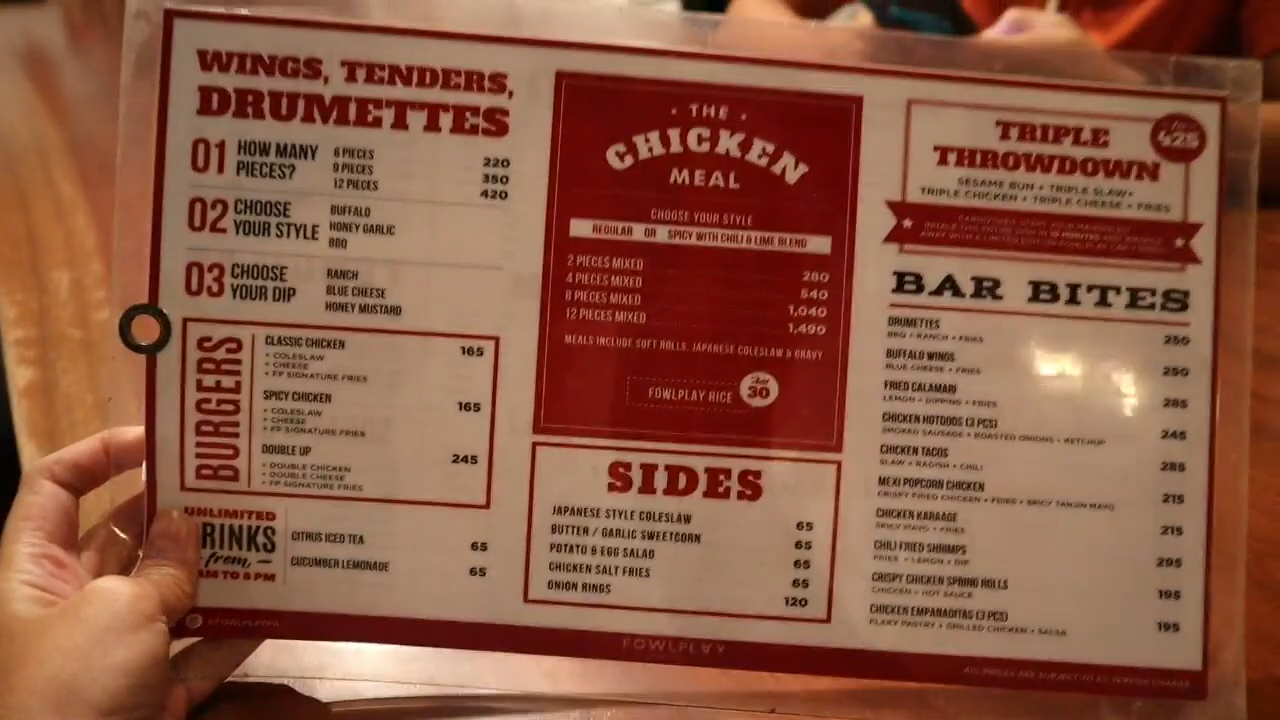 WINGS, TENDERS,
DRUMETTES
01 HOW MANY PIECES?
6 PIECES 220
9 PIECES 350
12 PIECES 420
02 CHOOSE YOUR STYLE
BUFFALO
HONEY GARLIC
BBQ
03 CHOOSE YOUR DIP
RANCH
BLUE CHEESE
HONEY MUSTARD
BURGERS
CLASSIC CHICKEN 165
+ COLESLAW
+ CHEESE
+ FP SIGNATURE FRIES
SPICY CHICKEN 165
+ COLESLAW
+ CHEESE
+ FP SIGNATURE FRIES
DOUBLE UP 245
+ DOUBLE CHICKEN
+ DOUBLE CHEESE
+ FP SIGNATURE FRIES
UNLIMITED
DRINKS
from
AM TO 8 PM
CITRUS ICED TEA 65
CUCUMBER LEMONADE 65
THE
CHICKEN
MEAL
CHOOSE YOUR STYLE
REGULAR OR SPICY WITH CHILI & LIME BLEND
2 PIECES MIXED 280
4 PIECES MIXED 540
8 PIECES MIXED 1,040
12 PIECES MIXED 1,490
MEALS INCLUDE SOFT ROLLS, JAPANESE COLESLAW & GRAVY
FOWLPLAY RICE Add 30
SIDES
JAPANESE STYLE COLESLAW 65
BUTTER / GARLIC SWEETCORN 65
POTATO & EGG SALAD 65
CHICKEN SALT FRIES 65
ONION RINGS 120
TRIPLE
THROWDOWN
425
SESAME BUN + TRIPLE SLAW+
TRIPLE CHICKEN + TRIPLE CHEESE + FRIES
BAR BITES
DRUMETTES 250
BBQ + RANCH + FRIES
BUFFALO WINGS 250
BLUE CHEESE + FRIES
FRIED CALAMARI 285
LEMON + DIPPING + FRIES
CHICKEN HOTDOGS (3 PCS) 245
SMOKED SAUSAGE + ROASTED ONIONS + KETCHUP
CHICKEN TACOS 285
SLAW + RADISH + CHILI
MEXI POPCORN CHICKEN 215
CRISPY FRIED CHICKEN + FRIES + SPICY TANJIN MAYO
CHICKEN KARAAGE 215
SPICY MAYO + FRIES
CHILI FRIED SHRIMPS 295
FRIES + LEMON + DIP
CRISPY CHICKEN SPRING ROLLS 195
CHICKEN + HOT SAUCE
CHICKEN EMPANADITAS (3 PCS) 195
FLAKY PASTRY + GRILLED CHICKEN + SALSA
FOWLPLAY
ALL PRICES ARE SUBJECT TO SERVICE CHARGE